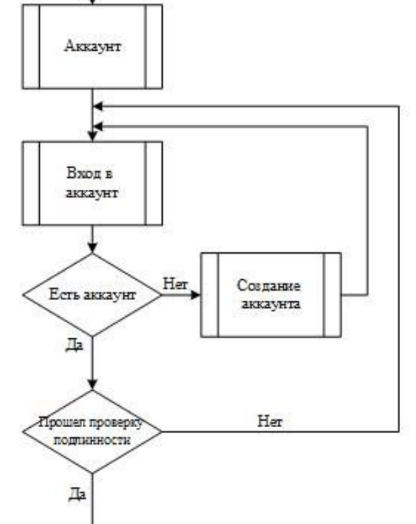 Аккаунт
Вход в
аккаунт
Есть аккаунт
Нет
Создание
аккаунта
Да
Прошел проверку
подлинности
Нет
Да